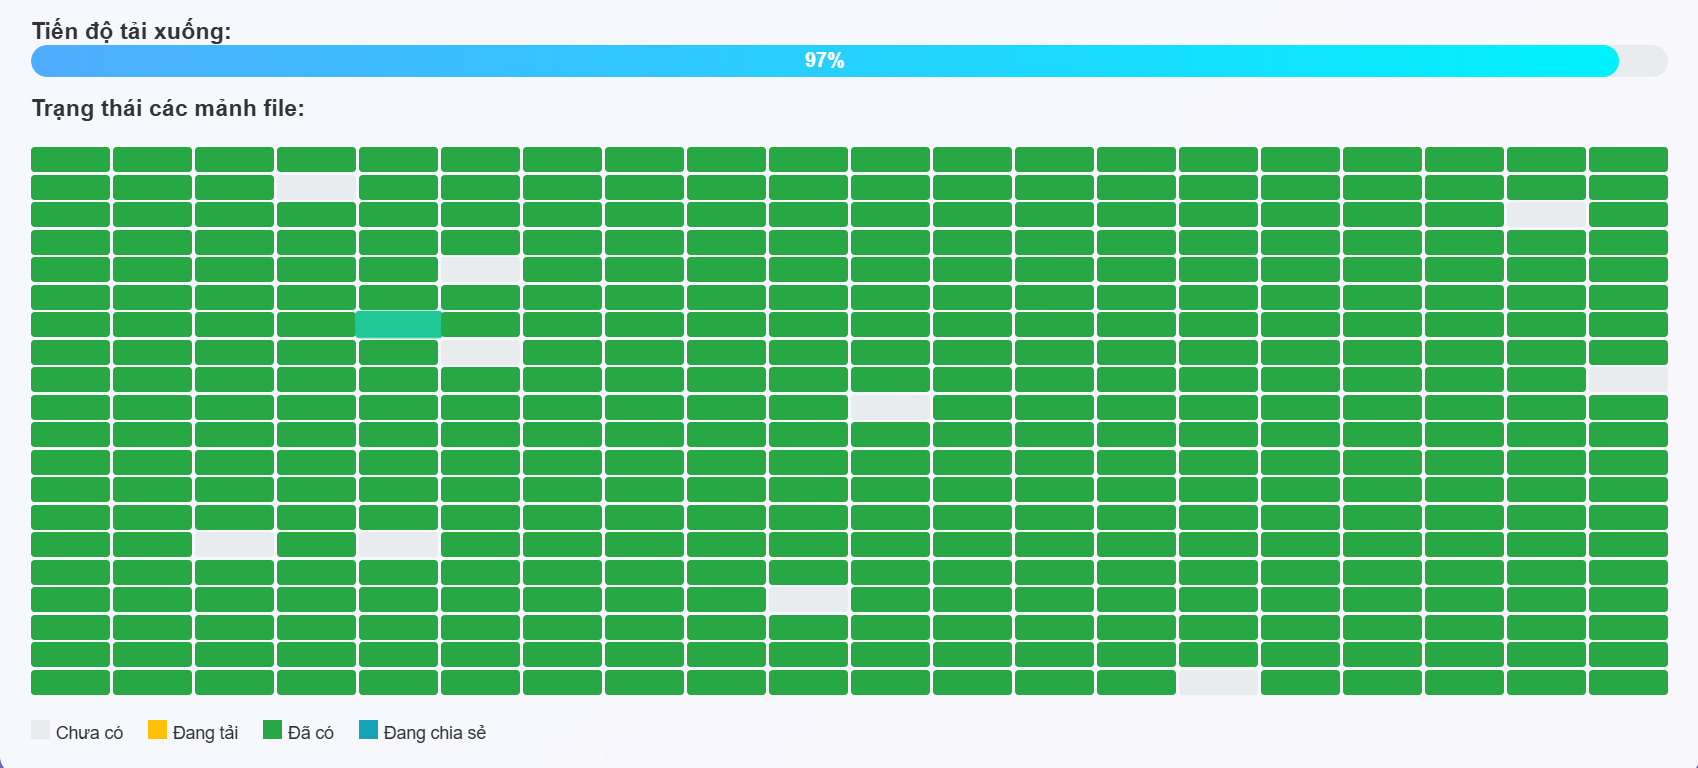 Tiến độ tải xuống:
97%
Trạng thái các mảnh file:
Chưa có Đang tải Đã có Đang chia sẻ